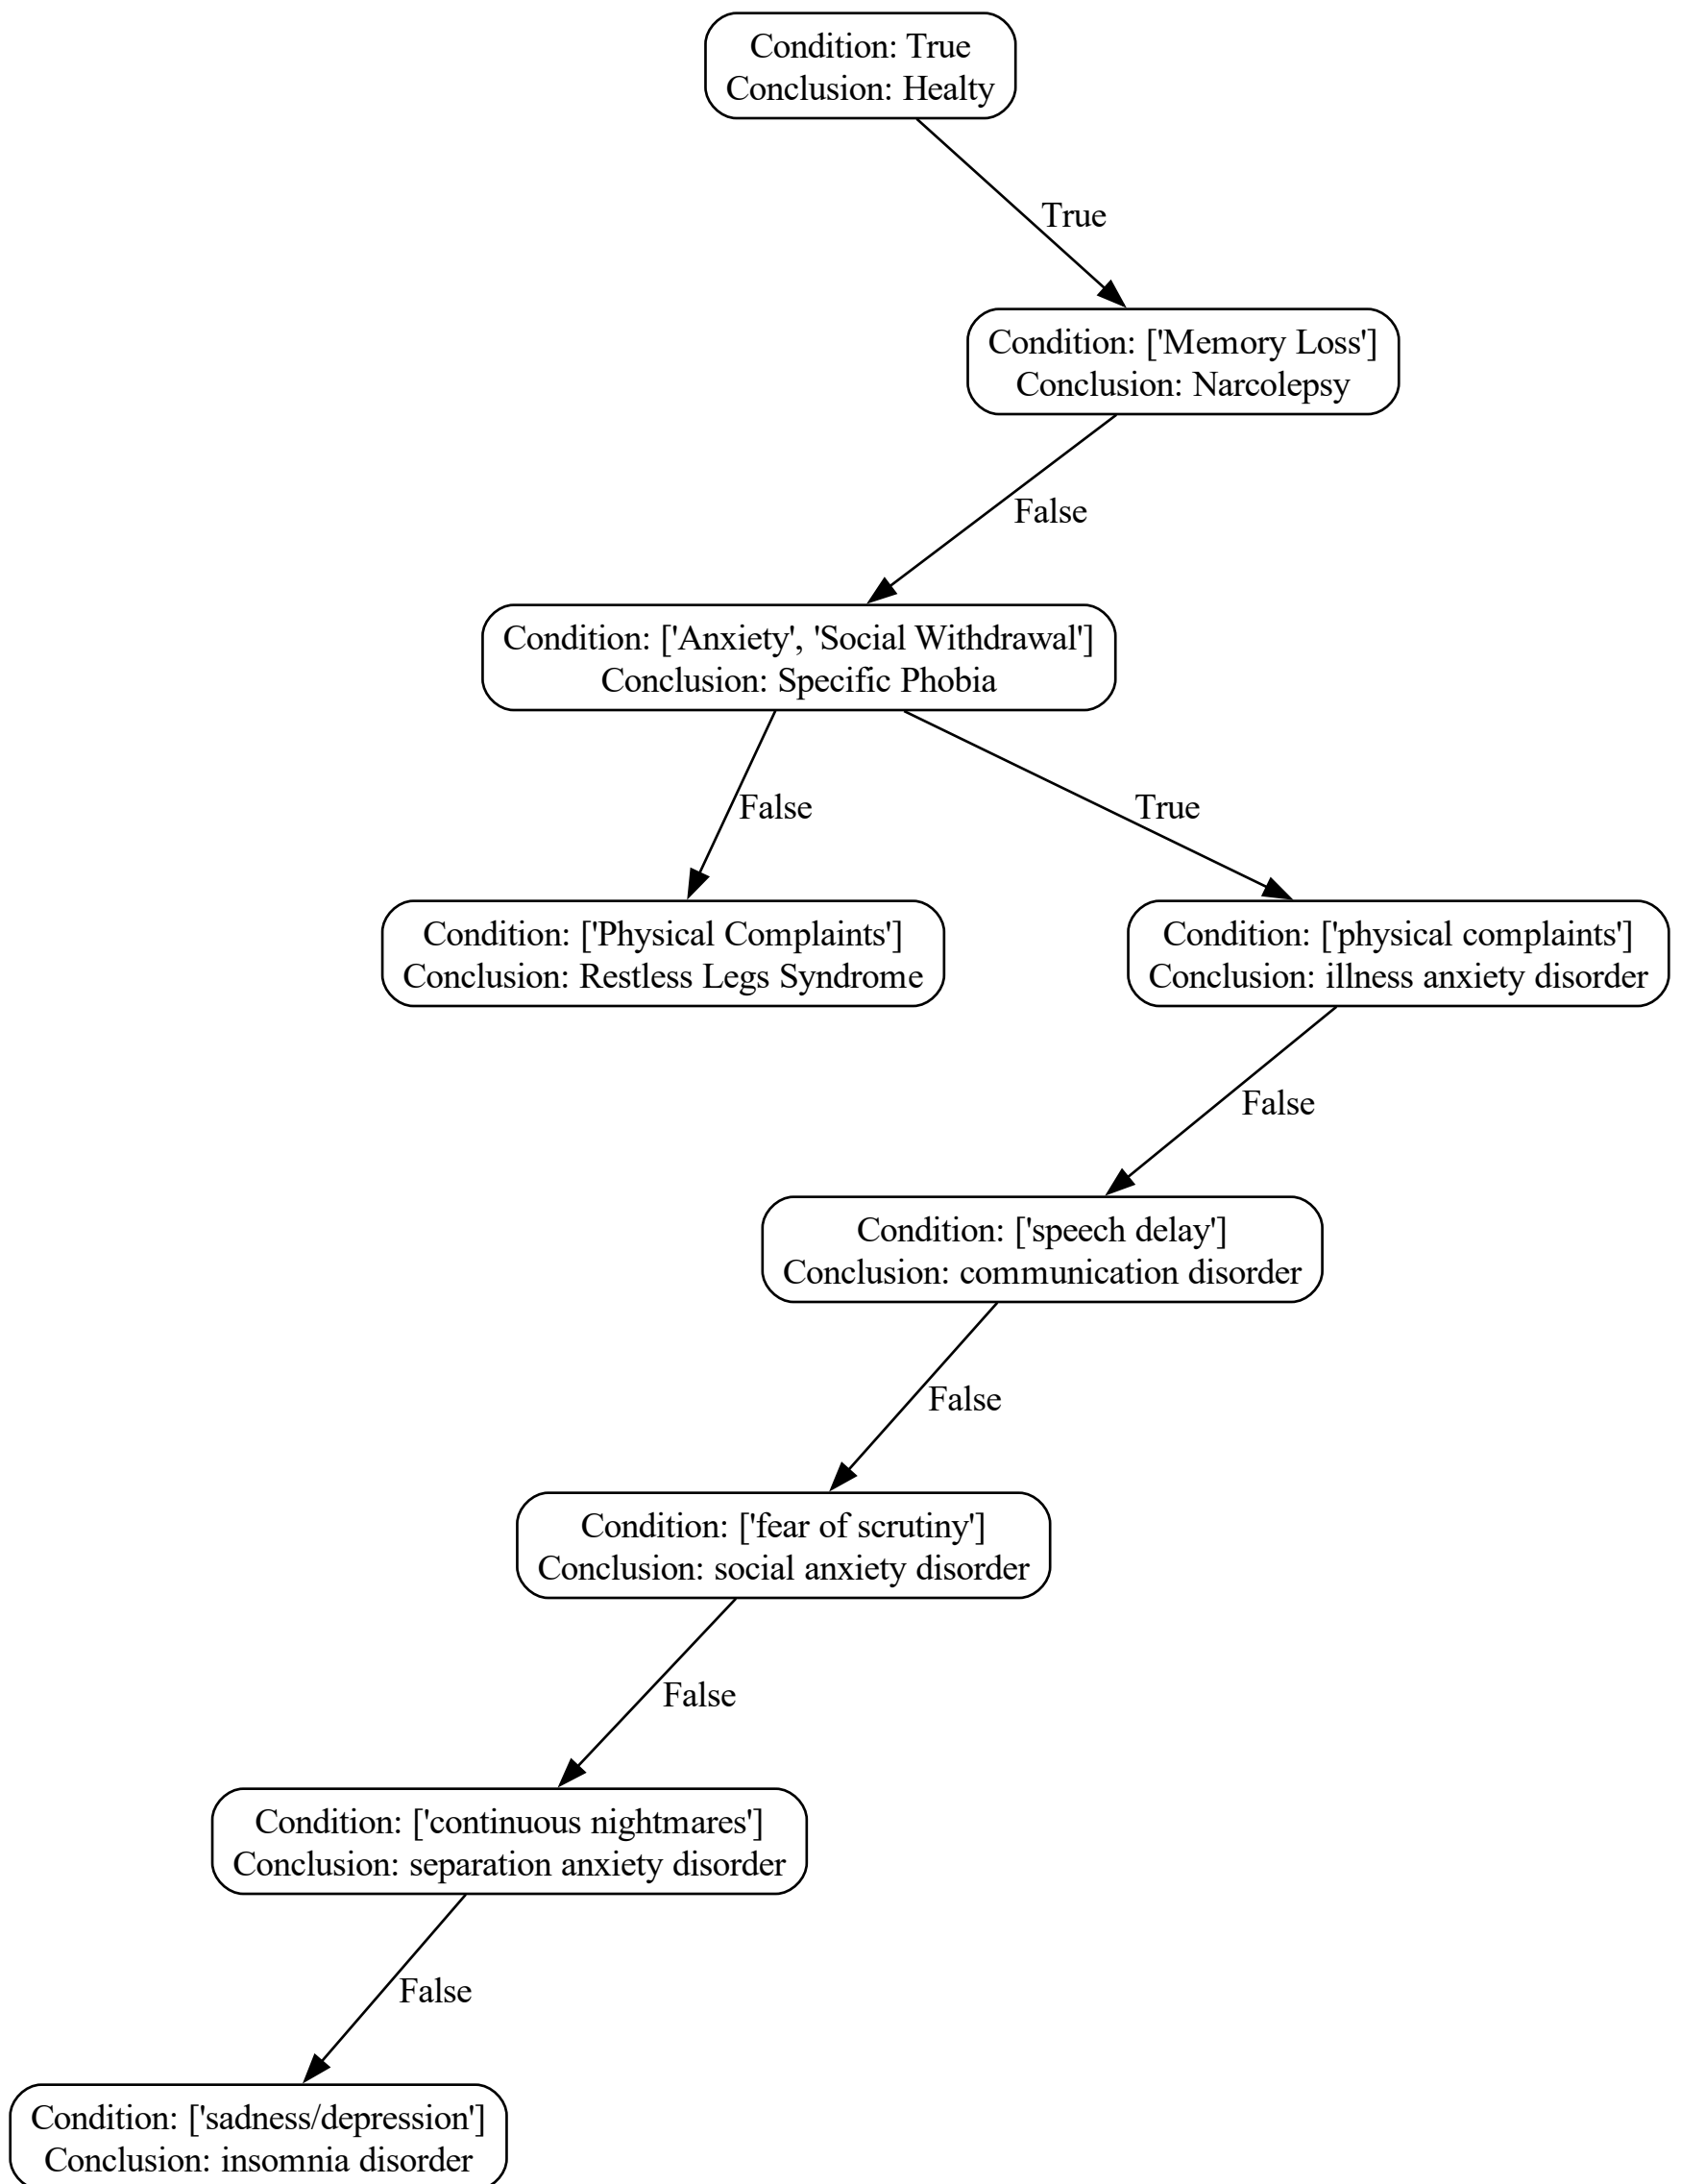 Condition: True
Conclusion: Healty
True
Condition: ['Memory Loss']
Conclusion: Narcolepsy
False
Condition: ['Anxiety', 'Social Withdrawal']
Conclusion: Specific Phobia
False
True
Condition: ['Physical Complaints']
Conclusion: Restless Legs Syndrome
Condition: ['physical complaints']
Conclusion: illness anxiety disorder
False
Condition: ['speech delay']
Conclusion: communication disorder
False
Condition: ['fear of scrutiny']
Conclusion: social anxiety disorder
False
Condition: ['continuous nightmares']
Conclusion: separation anxiety disorder
False
Condition: ['sadness/depression']
Conclusion: insomnia disorder